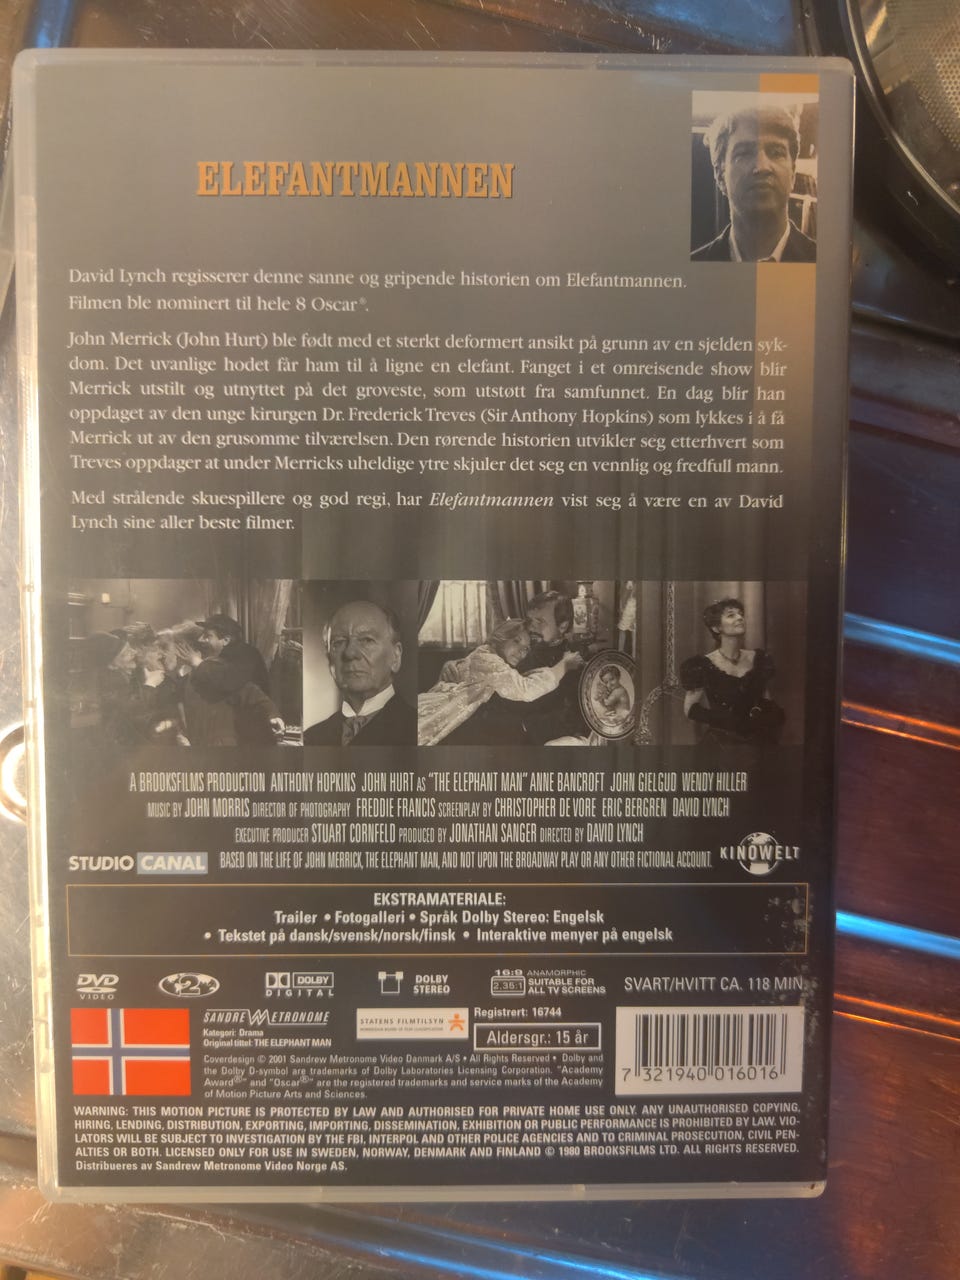 ELEFANTMANNEN
David Lynch regisserer denne sanne og gripende historien om Elefantmannen.
Filmen ble nominert til hele 8 Oscar®.
John Merrick (John Hurt) ble født med et sterkt deformert ansikt på grunn av en sjelden syk-
dom. Det uvanlige hodet får ham til å ligne en elefant. Fanget i et omreisende show blir
Merrick utstilt og utnyttet på det groveste, som utstøtt fra samfunnet. En dag blir han
oppdaget av den unge kirurgen Dr. Frederick Treves (Sir Anthony Hopkins) som lykkes i å få
Merrick ut av den grusomme tilværelsen. Den rørende historien utvikler seg etterhvert som
Treves oppdager at under Merricks uheldige ytre skjuler det seg en vennlig og fredfull mann.
Med strålende skuespillere og god regi, har Elefantmannen vist seg å være en av David
Lynch sine aller beste filmer.
A BROOKSFILMS PRODUCTION ANTHONY HOPKINS JOHN HURT AS "THE ELEPHANT MAN" ANNE BANCROFT JOHN GIELGUD WENDY HILLER
MUSIC BY JOHN MORRIS DIRECTOR OF PHOTOGRAPHY FREDDIE FRANCIS SCREENPLAY BY CHRISTOPHER DE VORE ERIC BERGREN DAVID LYNCH
EXECUTIVE PRODUCER STUART CORNFELD PRODUCED BY JONATHAN SANGER DIRECTED BY DAVID LYNCH
STUDIO CANAL BASED ON THE LIFE OF JOHN MERRICK, THE ELEPHANT MAN, AND NOT UPON THE BROADWAY PLAY OR ANY OTHER FICTIONAL ACCOUNT. KINOWELT
EKSTRAMATERIALE:
Trailer • Fotogalleri • Språk Dolby Stereo: Engelsk
• Tekstet på dansk/svensk/norsk/finsk • Interaktive menyer på engelsk
DVD VIDEO
2
DOLBY DIGITAL
DOLBY STEREO
16:9 2,35:1 ANAMORPHIC SUITABLE FOR ALL TV SCREENS
SVART/HVITT CA. 118 MIN.
SANDREW METRONOME
Kategori: Drama
Original tittel: THE ELEPHANT MAN
STATENS FILMTILSYN
NORWEGIAN BOARD OF FILM CLASSIFICATION
Registrert: 16744
Aldersgr.: 15 år
Coverdesign © 2001 Sandrew Metronome Video Danmark A/S • All Rights Reserved • Dolby and
the Dolby D-symbol are trademarks of Dolby Laboratories Licensing Corporation. "Academy
Award®" and "Oscar®" are the registered trademarks and service marks of the Academy
of Motion Picture Arts and Sciences.
7 321940 016016
WARNING: THIS MOTION PICTURE IS PROTECTED BY LAW AND AUTHORISED FOR PRIVATE HOME USE ONLY. ANY UNAUTHORISED COPYING,
HIRING, LENDING, DISTRIBUTION, EXPORTING, IMPORTING, DISSEMINATION, EXHIBITION OR PUBLIC PERFORMANCE IS PROHIBITED BY LAW. VIO-
LATORS WILL BE SUBJECT TO INVESTIGATION BY THE FBI, INTERPOL AND OTHER POLICE AGENCIES AND TO CRIMINAL PROSECUTION, CIVIL PEN-
ALTIES OR BOTH. LICENSED ONLY FOR USE IN SWEDEN, NORWAY, DENMARK AND FINLAND © 1980 BROOKSFILMS LTD. ALL RIGHTS RESERVED.
Distribueres av Sandrew Metronome Video Norge AS.